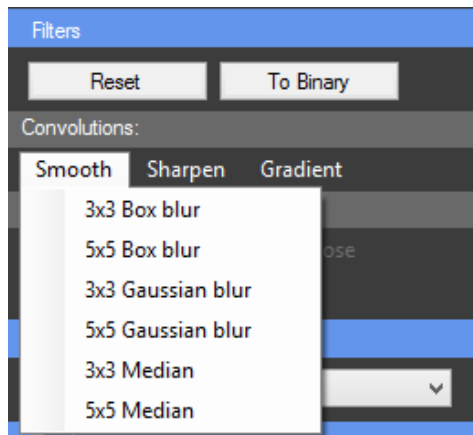 Filters
Reset To Binary
Convolutions:
Smooth Sharpen Gradient
3x3 Box blur
5x5 Box blur
3x3 Gaussian blur
5x5 Gaussian blur
3x3 Median
5x5 Median